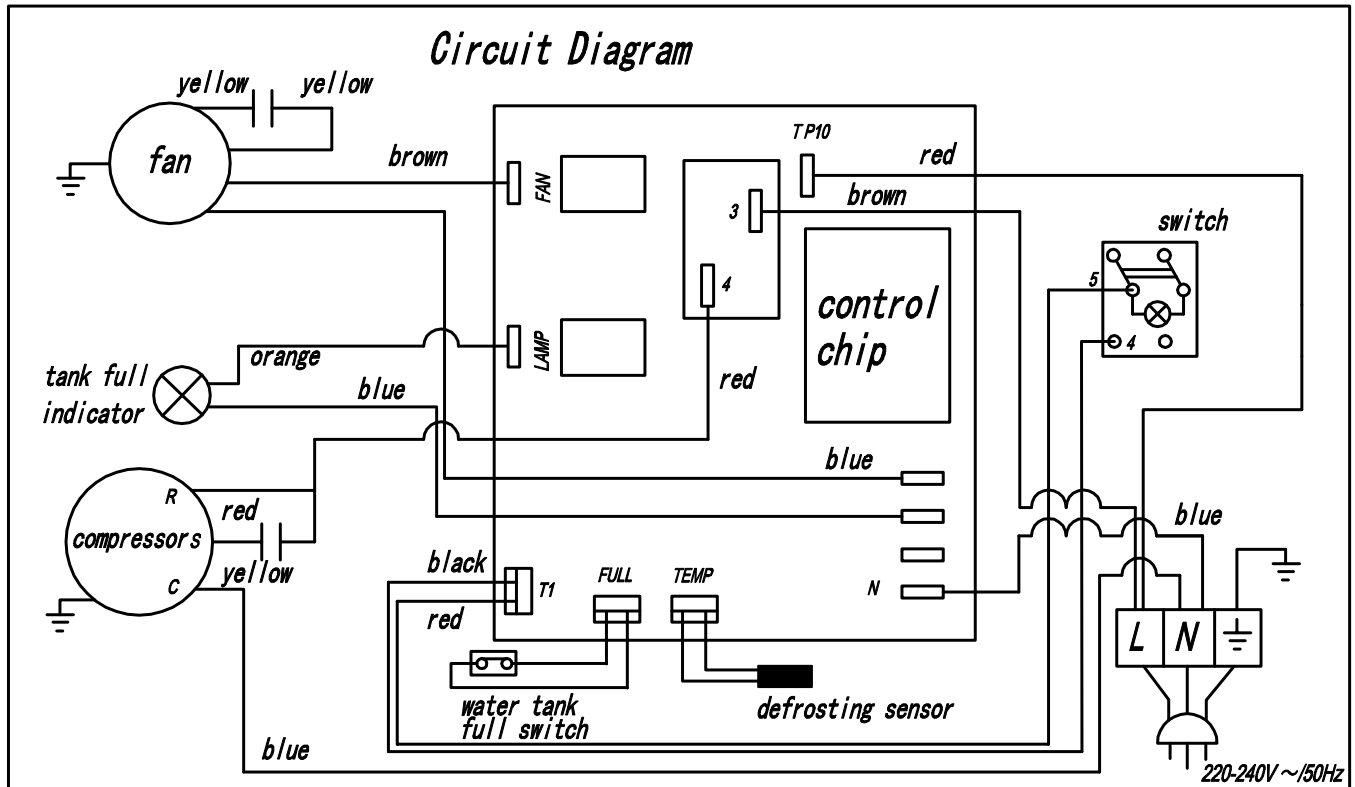 Circuit Diagram
yellow yellow
fan
brown
FAN
TP10
red
brown
3
4
switch
5
4
control
chip
LAMP
orange
tank full
indicator
blue
red
blue
R
red
compressors
yellow
C
black
T1
red
FULL
TEMP
N
blue
water tank
full switch
defrosting sensor
L N
blue
220-240V～/50Hz